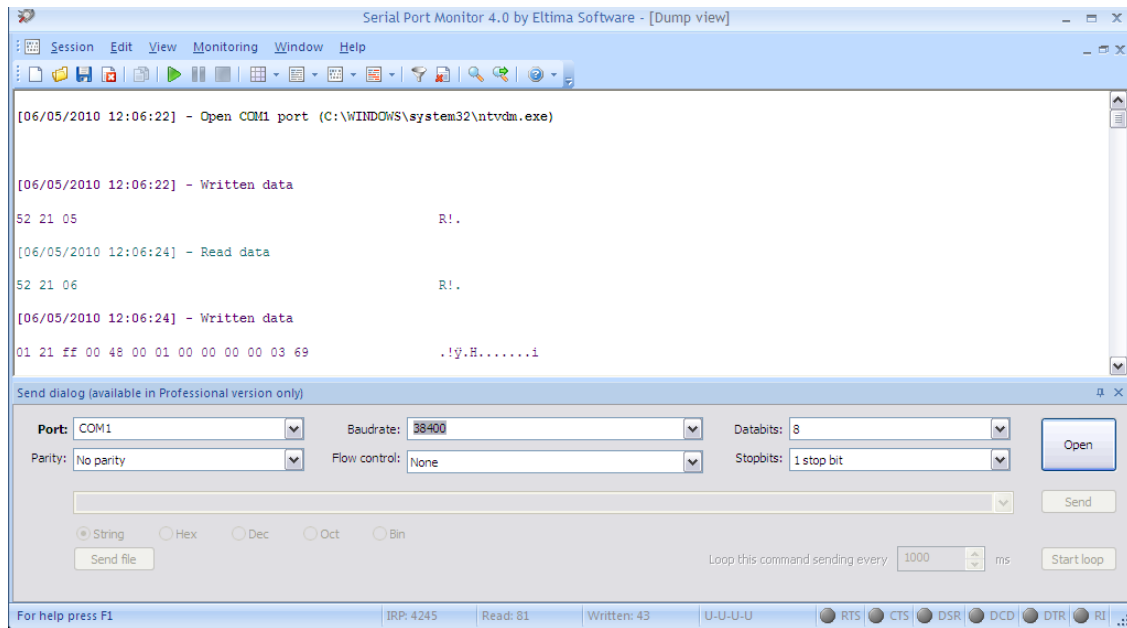 Serial Port Monitor 4.0 by Eltima Software - [Dump view]
Session Edit View Monitoring Window Help
[06/05/2010 12:06:22] - Open COM1 port (C:\WINDOWS\system32\ntvdm.exe)
[06/05/2010 12:06:22] - Written data
52 21 05 R!.
[06/05/2010 12:06:24] - Read data
52 21 06 R!.
[06/05/2010 12:06:24] - Written data
01 21 ff 00 48 00 01 00 00 00 00 03 69 .!ÿ.H.......i
Send dialog (available in Professional version only)
Port: COM1 Baudrate: 38400 Databits: 8 Open
Parity: No parity Flow control: None Stopbits: 1 stop bit
Send
String Hex Dec Oct Bin
Send file Loop this command sending every 1000 ms Start loop
For help press F1 IRP: 4245 Read: 81 Written: 43 U-U-U-U RTS CTS DSR DCD DTR RI